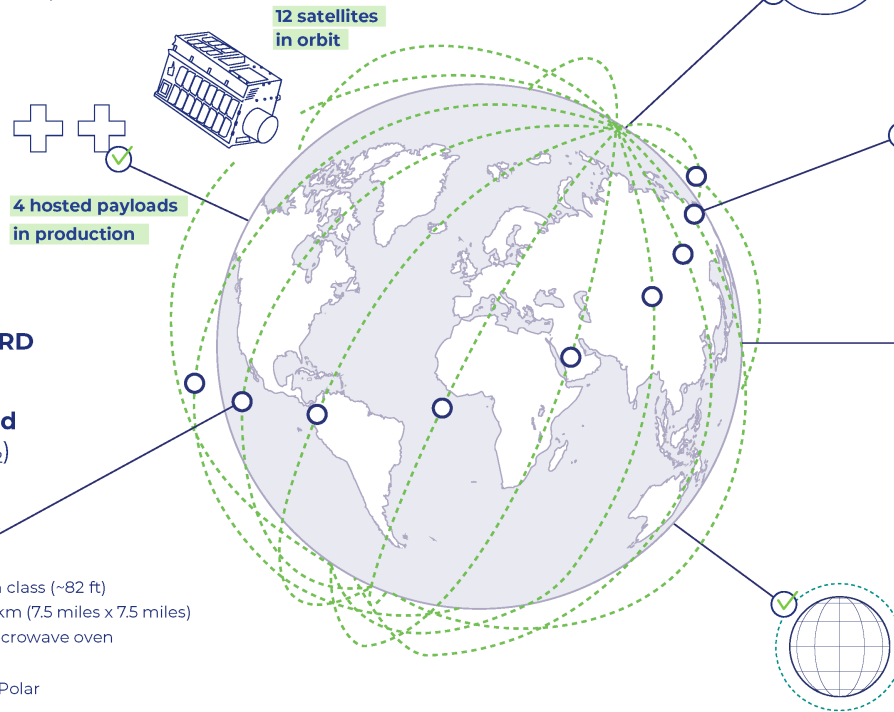 12 satellites
in orbit
4 hosted payloads
in production
RD
d
)
class (~82 ft)
km (7.5 miles x 7.5 miles)
crowave oven
Polar